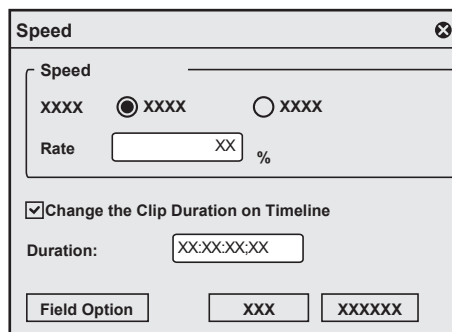 Speed
Speed
XXXX XXXX XXXX
Rate XX %
Change the Clip Duration on Timeline
Duration: XX:XX:XX;XX
Field Option XXX XXXXXX